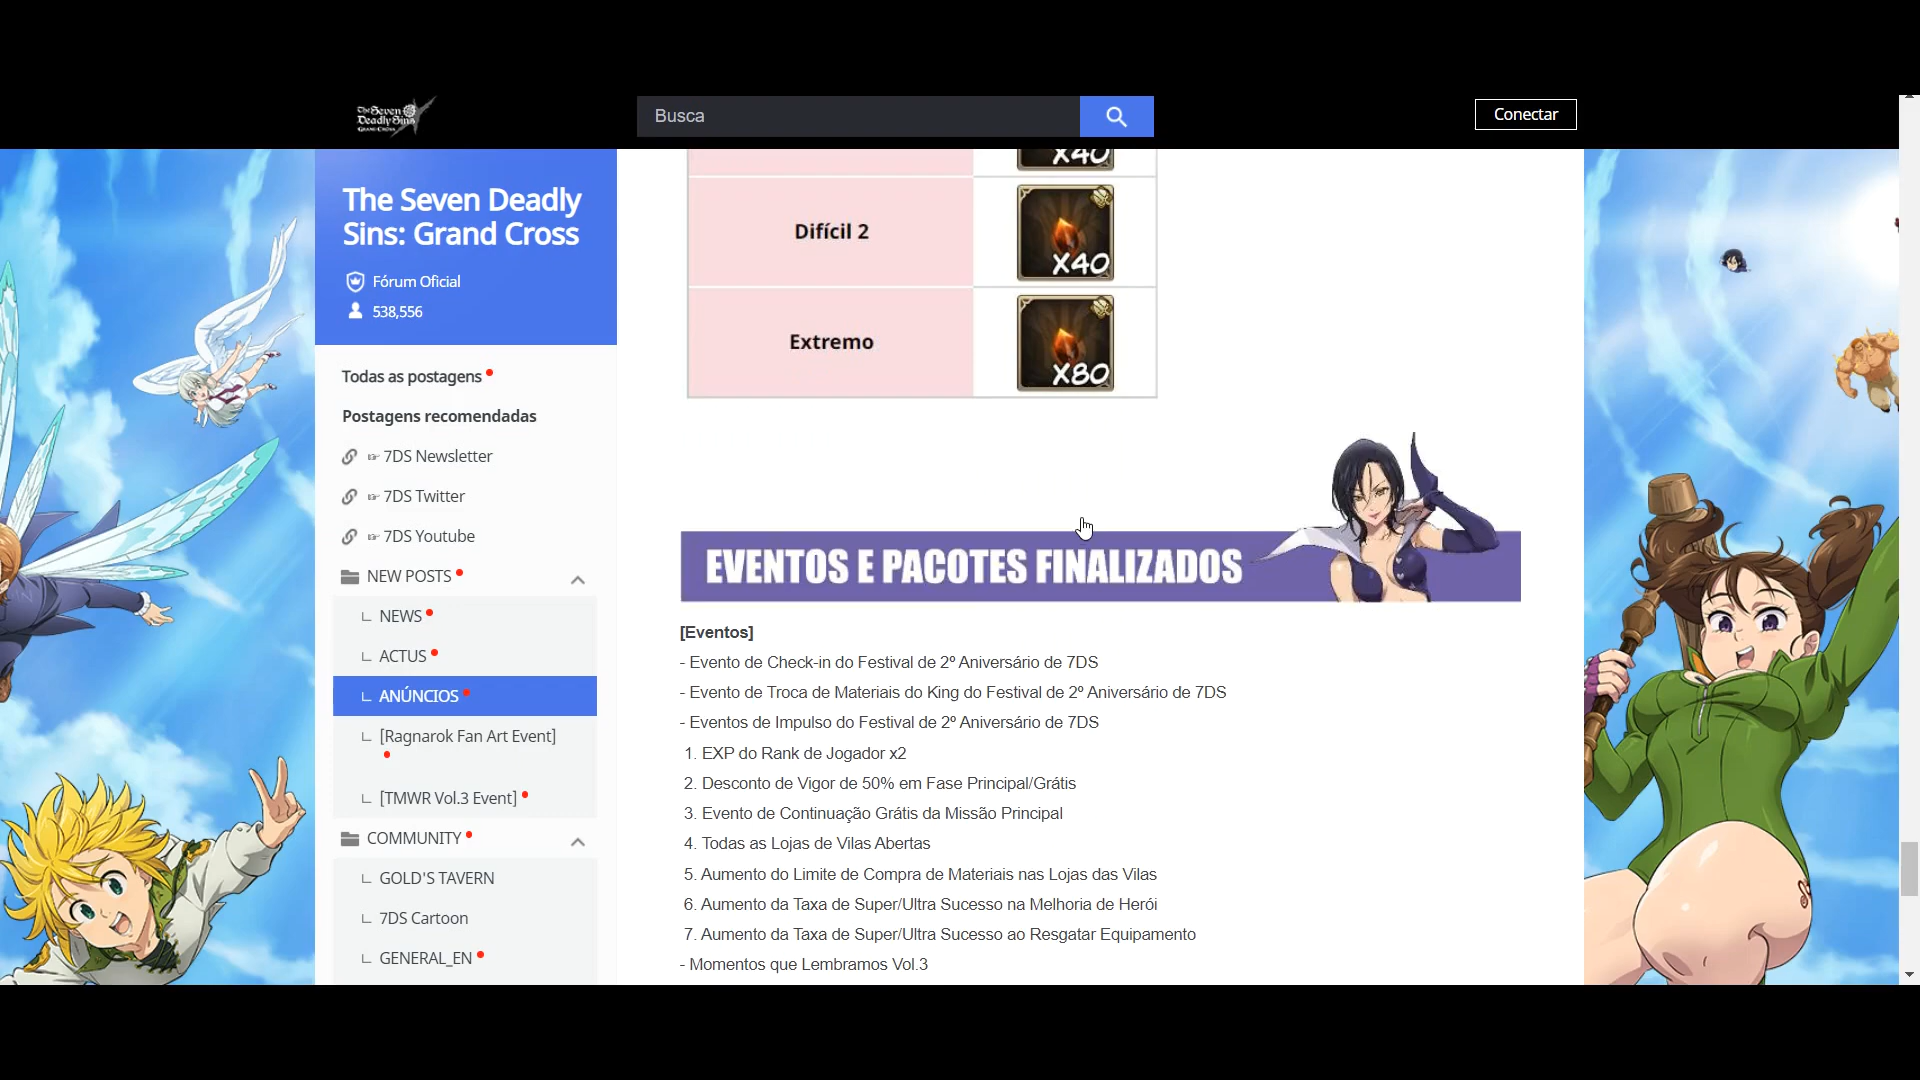 The Seven
Deadly Sins
GRAND CROSS
Busca
Conectar
The Seven Deadly
Sins: Grand Cross
Fórum Oficial
538,556
Todas as postagens
Postagens recomendadas
☞ 7DS Newsletter
☞ 7DS Twitter
☞ 7DS Youtube
NEW POSTS
NEWS
ACTUS
ANÚNCIOS
[Ragnarok Fan Art Event]
[TMWR Vol.3 Event]
COMMUNITY
GOLD'S TAVERN
7DS Cartoon
GENERAL_EN
X40
Difícil 2
X40
Extremo
X80
EVENTOS E PACOTES FINALIZADOS
[Eventos]
- Evento de Check-in do Festival de 2º Aniversário de 7DS
- Evento de Troca de Materiais do King do Festival de 2º Aniversário de 7DS
- Eventos de Impulso do Festival de 2º Aniversário de 7DS
1. EXP do Rank de Jogador x2
2. Desconto de Vigor de 50% em Fase Principal/Grátis
3. Evento de Continuação Grátis da Missão Principal
4. Todas as Lojas de Vilas Abertas
5. Aumento do Limite de Compra de Materiais nas Lojas das Vilas
6. Aumento da Taxa de Super/Ultra Sucesso na Melhoria de Herói
7. Aumento da Taxa de Super/Ultra Sucesso ao Resgatar Equipamento
- Momentos que Lembramos Vol.3